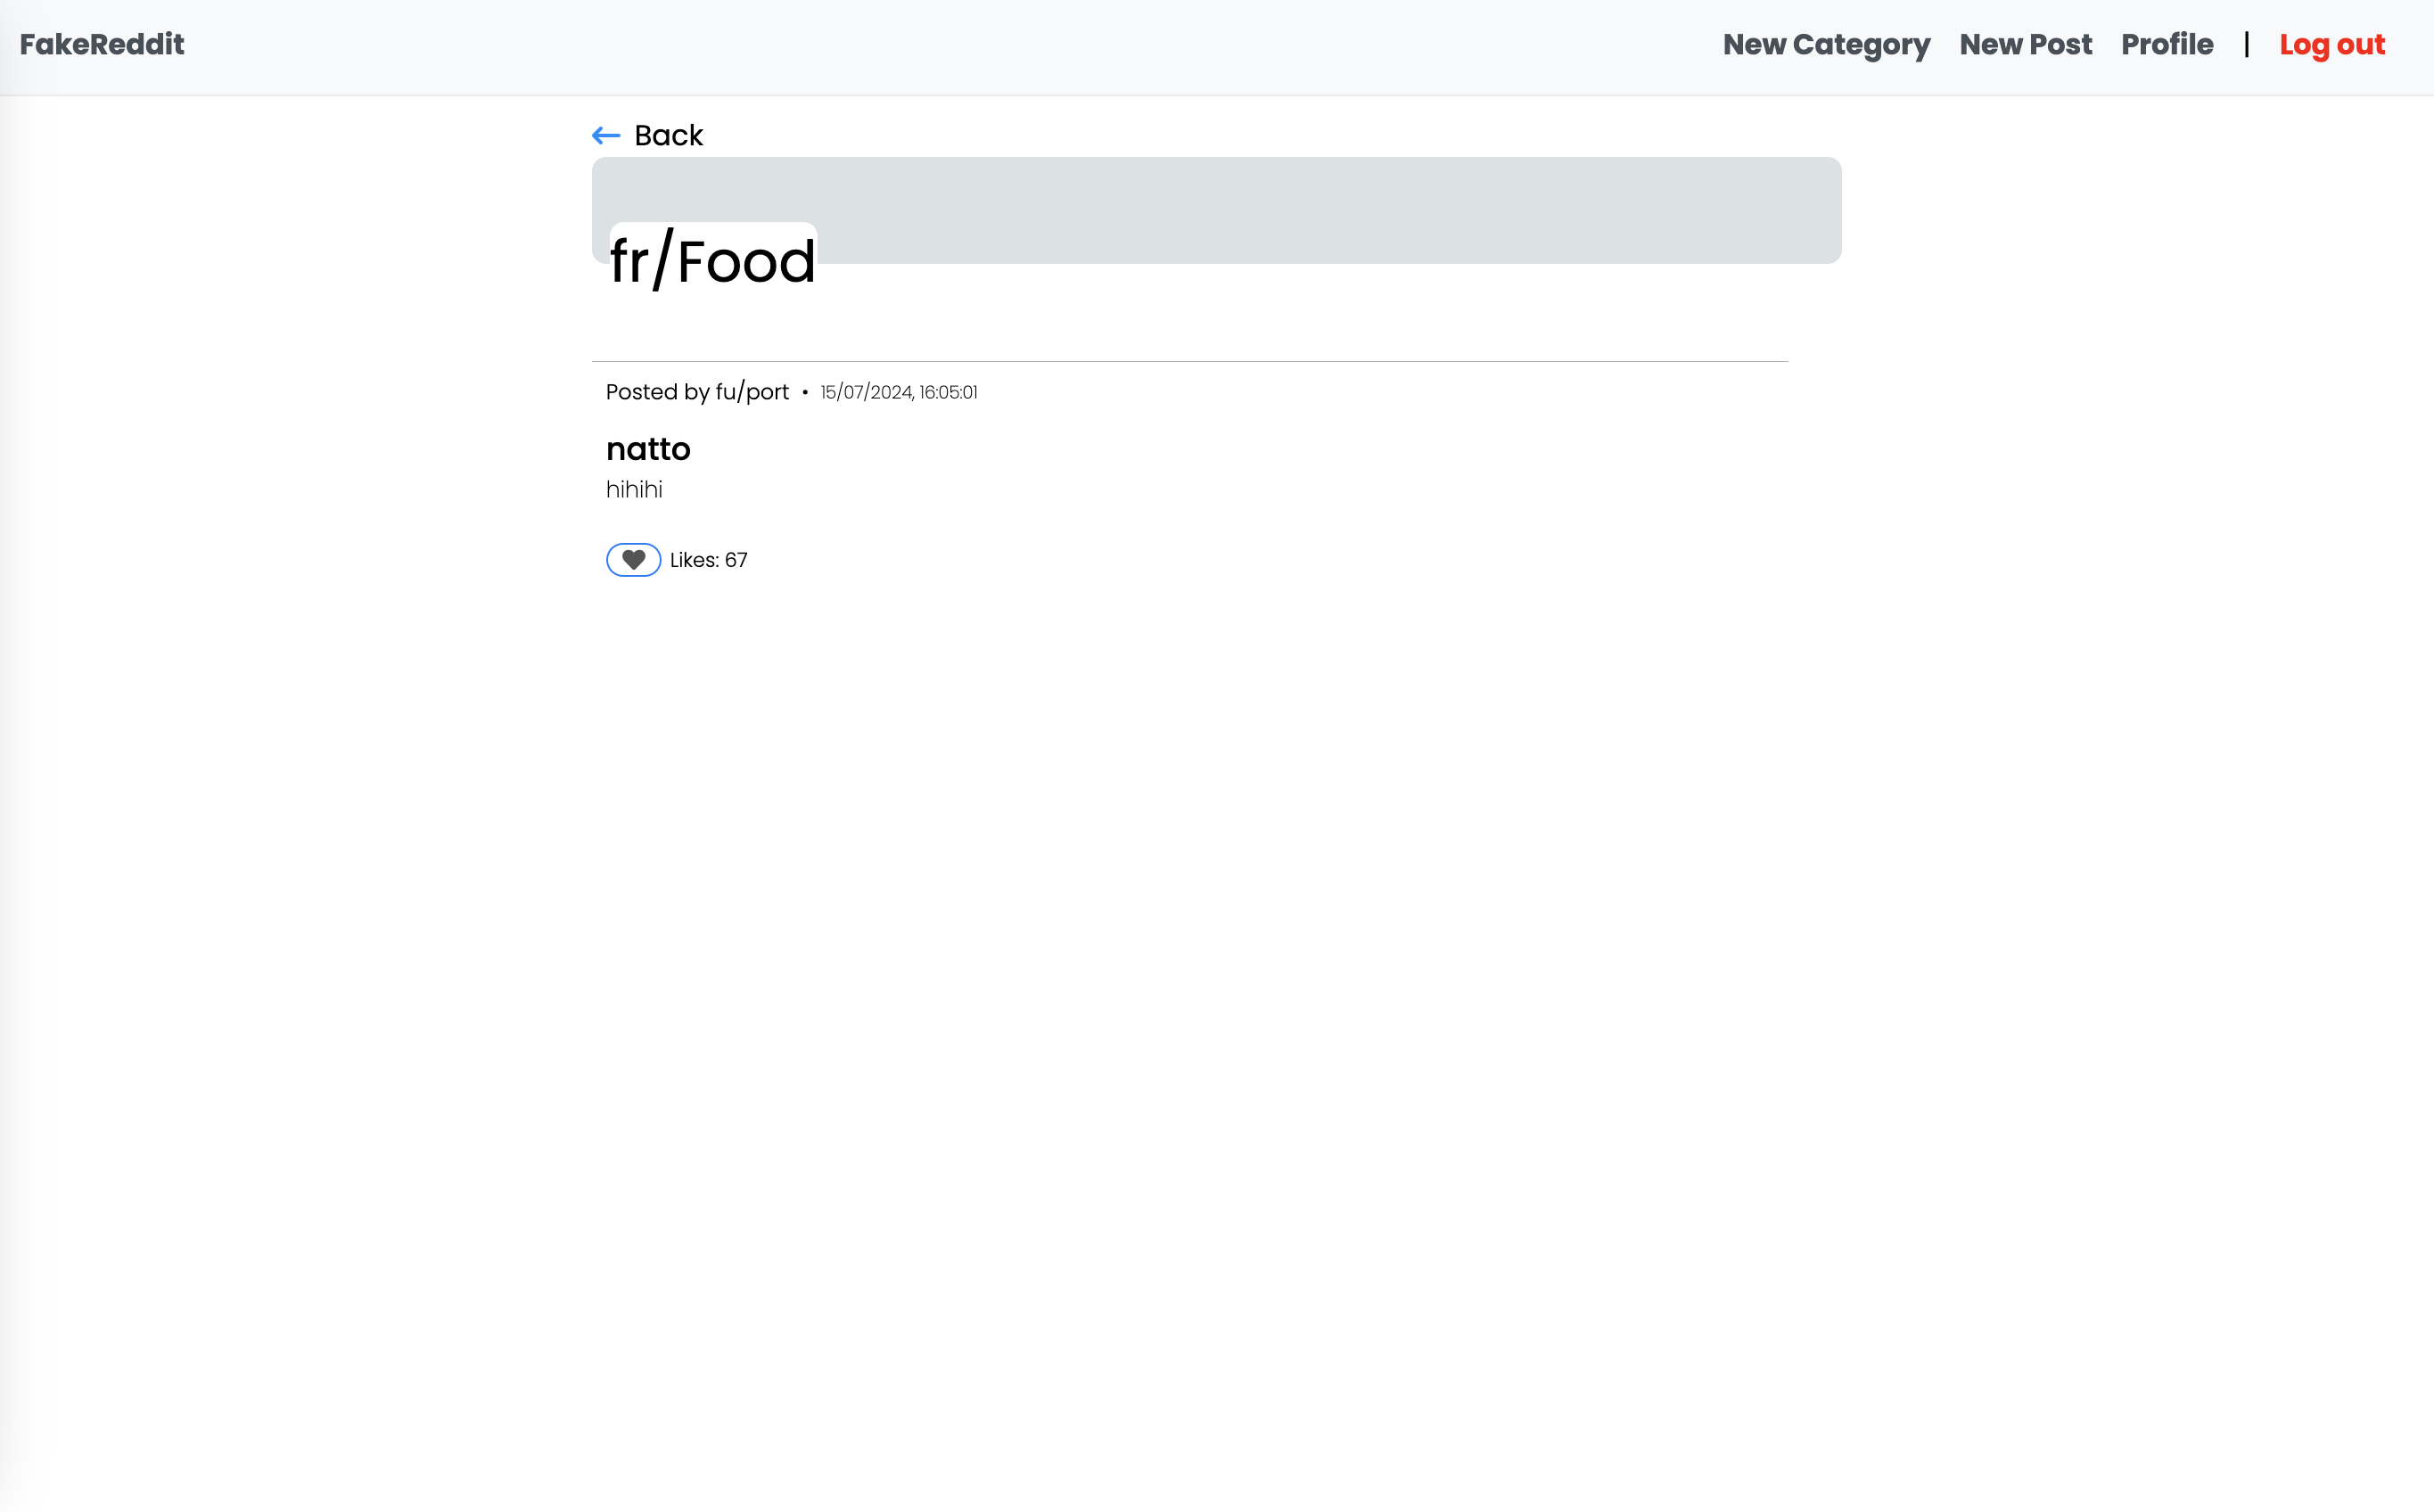 FakeReddit
New Category New Post Profile | Log out
Back
fr/Food
Posted by fu/port • 15/07/2024, 16:05:01
natto
hihihi
Likes: 67